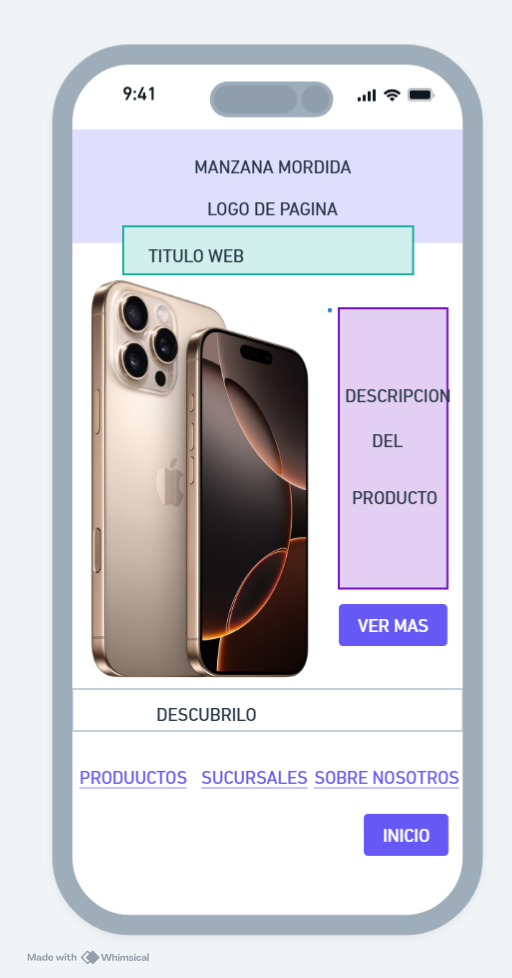 9:41
MANZANA MORDIDA
LOGO DE PAGINA
TITULO WEB
DESCRIPCION
DEL
PRODUCTO
VER MAS
DESCUBRILO
PRODUUCTOS SUCURSALES SOBRE NOSOTROS
INICIO
Made with Whimsical